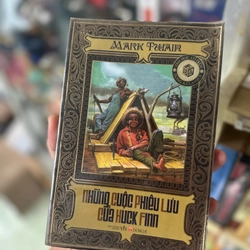 MARK TWAIN
NHỮNG CUỘC PHIÊU LƯU
CỦA HUCK FINN